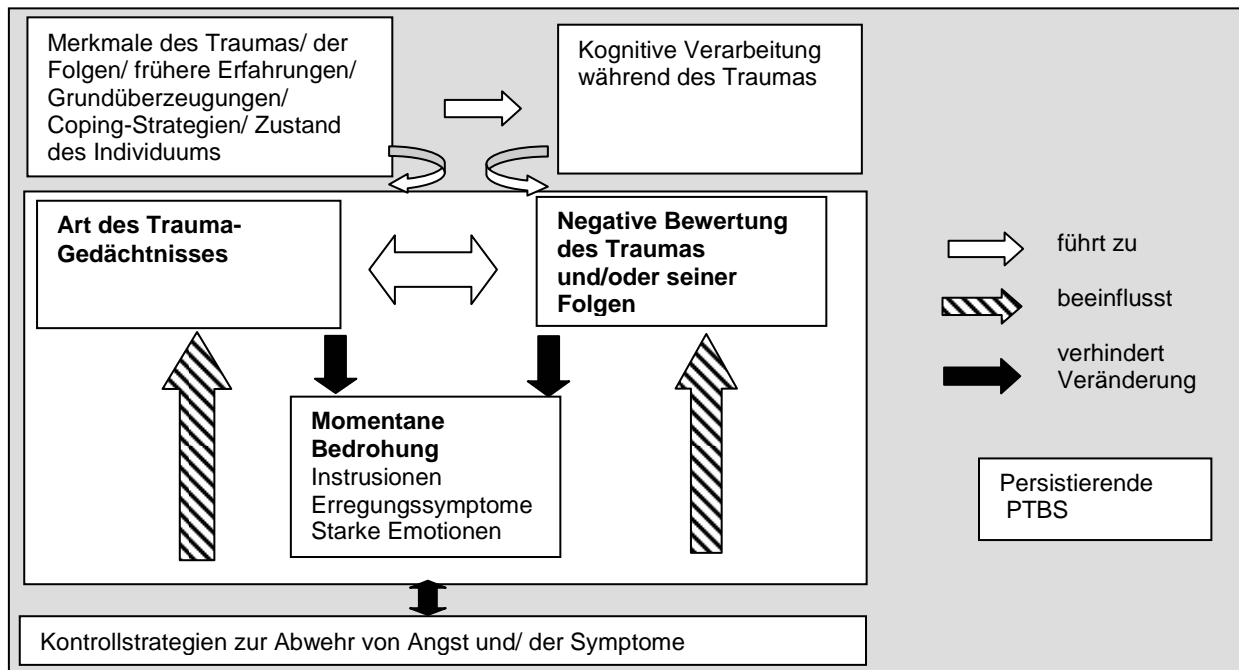 Merkmale des Traumas/ der
Folgen/ frühere Erfahrungen/
Grundüberzeugungen/
Coping-Strategien/ Zustand
des Individuums
Kognitive Verarbeitung
während des Traumas
Art des Trauma-
Gedächtnisses
Negative Bewertung
des Traumas
und/oder seiner
Folgen
Momentane
Bedrohung
Instrusionen
Erregungssymptome
Starke Emotionen
Kontrollstrategien zur Abwehr von Angst und/ der Symptome
führt zu
beeinflusst
verhindert
Veränderung
Persistierende
PTBS